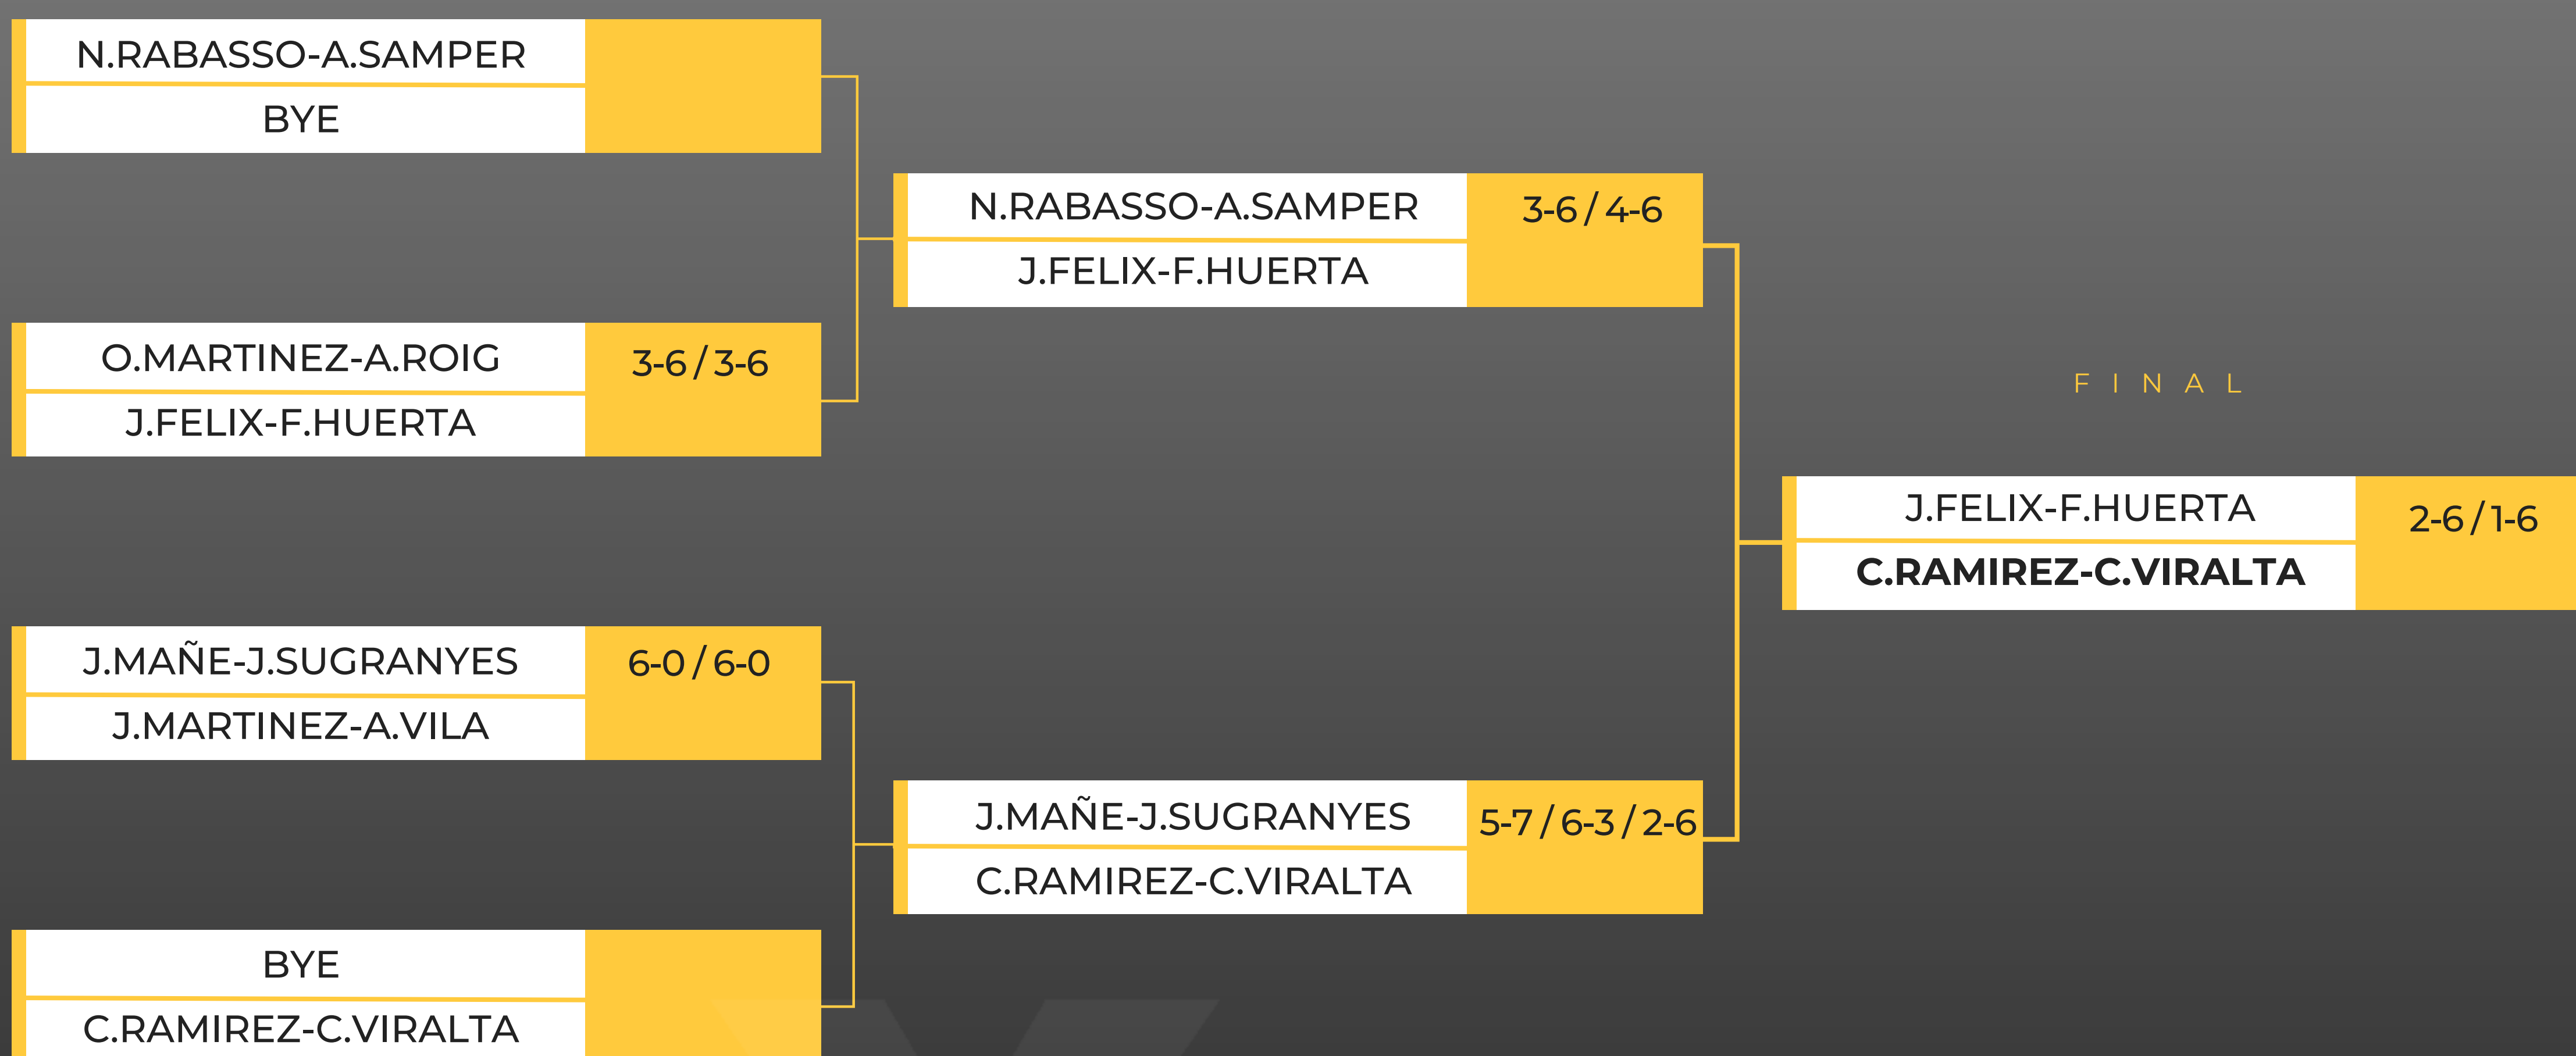 N.RABASSO-A.SAMPER
BYE
O.MARTINEZ-A.ROIG
3-6 / 3-6
J.FELIX-F.HUERTA
J.MAÑE-J.SUGRANYES
6-0 / 6-0
J.MARTINEZ-A.VILA
BYE
C.RAMIREZ-C.VIRALTA
N.RABASSO-A.SAMPER
3-6 / 4-6
J.FELIX-F.HUERTA
J.MAÑE-J.SUGRANYES
5-7 / 6-3 / 2-6
C.RAMIREZ-C.VIRALTA
FINAL
J.FELIX-F.HUERTA
2-6 / 1-6
C.RAMIREZ-C.VIRALTA